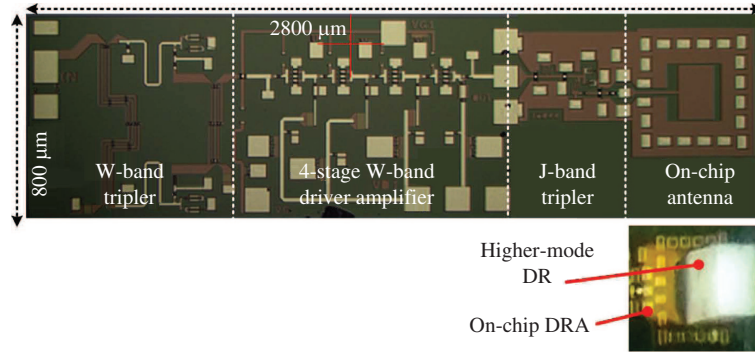 2800 μm
800 μm
VG1
W-band
tripler
4-stage W-band
driver amplifier
J-band
tripler
On-chip
antenna
Higher-mode
DR
On-chip DRA